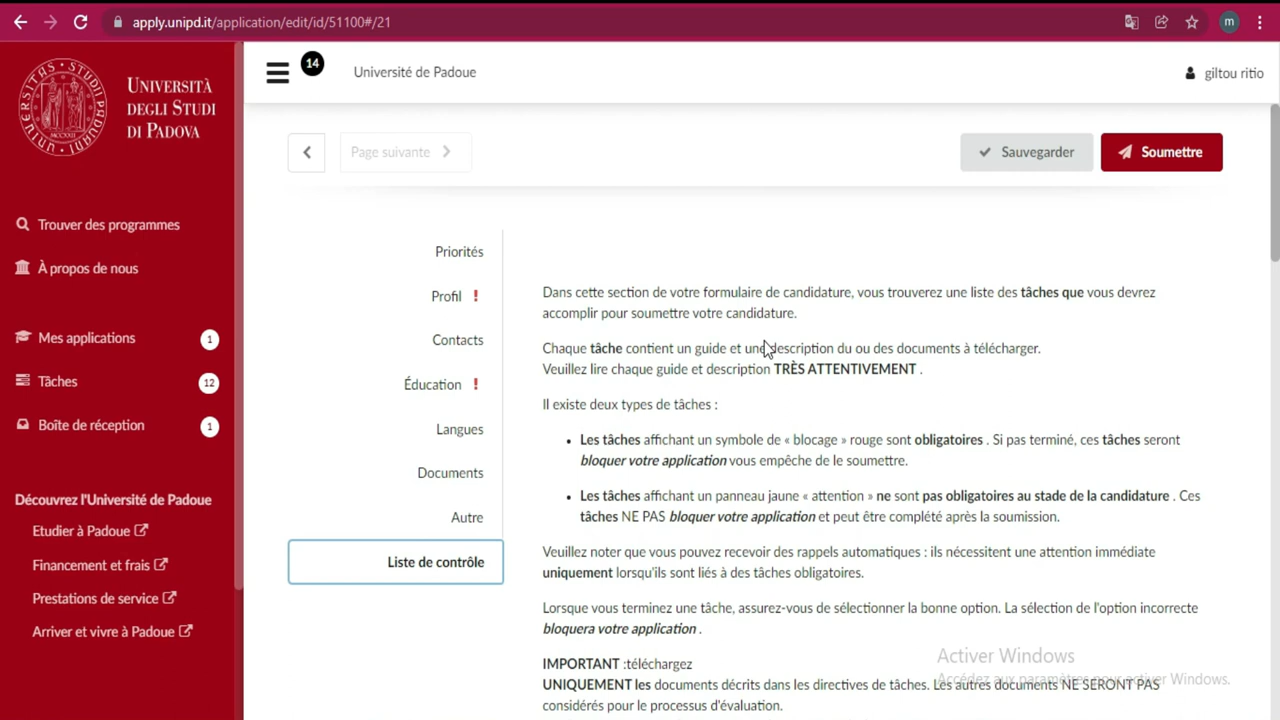 apply.unipd.it/application/edit/id/51100#/21
m
UNIVERSITÀ
DEGLI STUDI
DI PADOVA
14
Université de Padoue
giltou ritio
Page suivante
Sauvegarder
Soumettre
Trouver des programmes
À propos de nous
Mes applications 1
Tâches 12
Boîte de réception 1
Découvrez l'Université de Padoue
Etudier à Padoue
Financement et frais
Prestations de service
Arriver et vivre à Padoue
Priorités
Profil !
Contacts
Éducation !
Langues
Documents
Autre
Liste de contrôle
Dans cette section de votre formulaire de candidature, vous trouverez une liste des tâches que vous devrez
accomplir pour soumettre votre candidature.
Chaque tâche contient un guide et une description du ou des documents à télécharger.
Veuillez lire chaque guide et description TRÈS ATTENTIVEMENT .
Il existe deux types de tâches :
• Les tâches affichant un symbole de « blocage » rouge sont obligatoires . Si pas terminé, ces tâches seront
bloquer votre application vous empêche de le soumettre.
• Les tâches affichant un panneau jaune « attention » ne sont pas obligatoires au stade de la candidature . Ces
tâches NE PAS bloquer votre application et peut être complété après la soumission.
Veuillez noter que vous pouvez recevoir des rappels automatiques : ils nécessitent une attention immédiate
uniquement lorsqu'ils sont liés à des tâches obligatoires.
Lorsque vous terminez une tâche, assurez-vous de sélectionner la bonne option. La sélection de l'option incorrecte
bloquera votre application .
IMPORTANT :téléchargez
UNIQUEMENT les documents décrits dans les directives de tâches. Les autres documents NE SERONT PAS
considérés pour le processus d'évaluation.
Activer Windows
Accédez aux paramètres pour activer Windows.